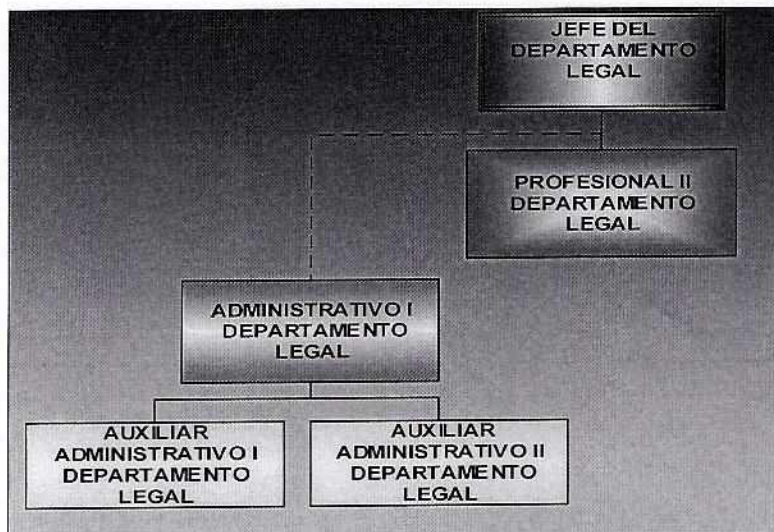 JEFE DEL
DEPARTAMENTO
LEGAL
PROFESIONAL II
DEPARTAMENTO
LEGAL
ADMINISTRATIVO I
DEPARTAMENTO
LEGAL
AUXILIAR
ADMINISTRATIVO I
DEPARTAMENTO
LEGAL
AUXILIAR
ADMINISTRATIVO II
DEPARTAMENTO
LEGAL